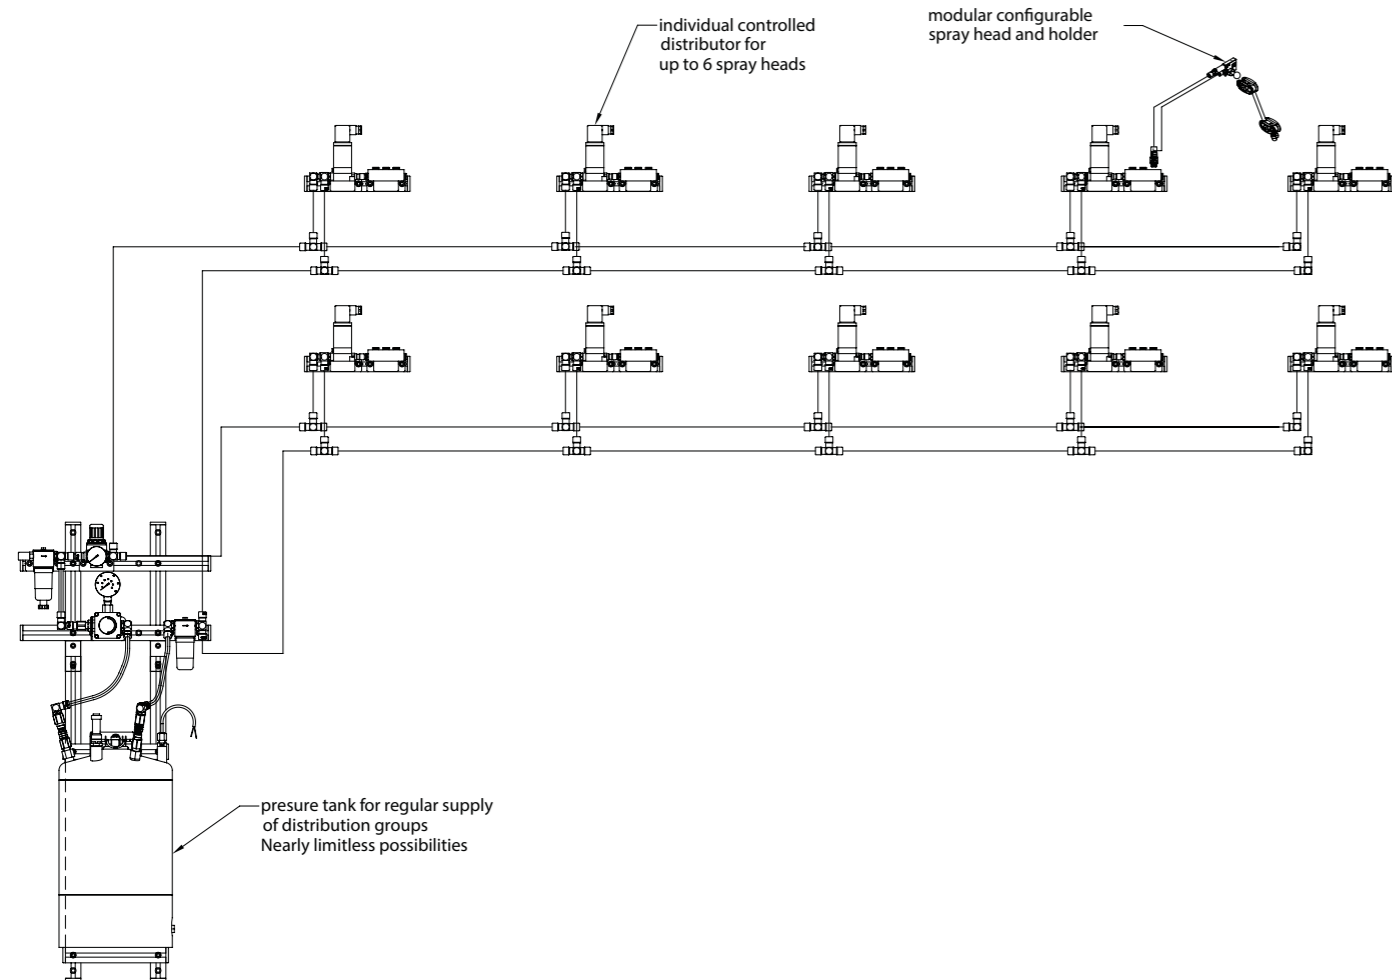 individual controlled
distributor for
up to 6 spray heads
modular configurable
spray head and holder
presure tank for regular supply
of distribution groups
Nearly limitless possibilities